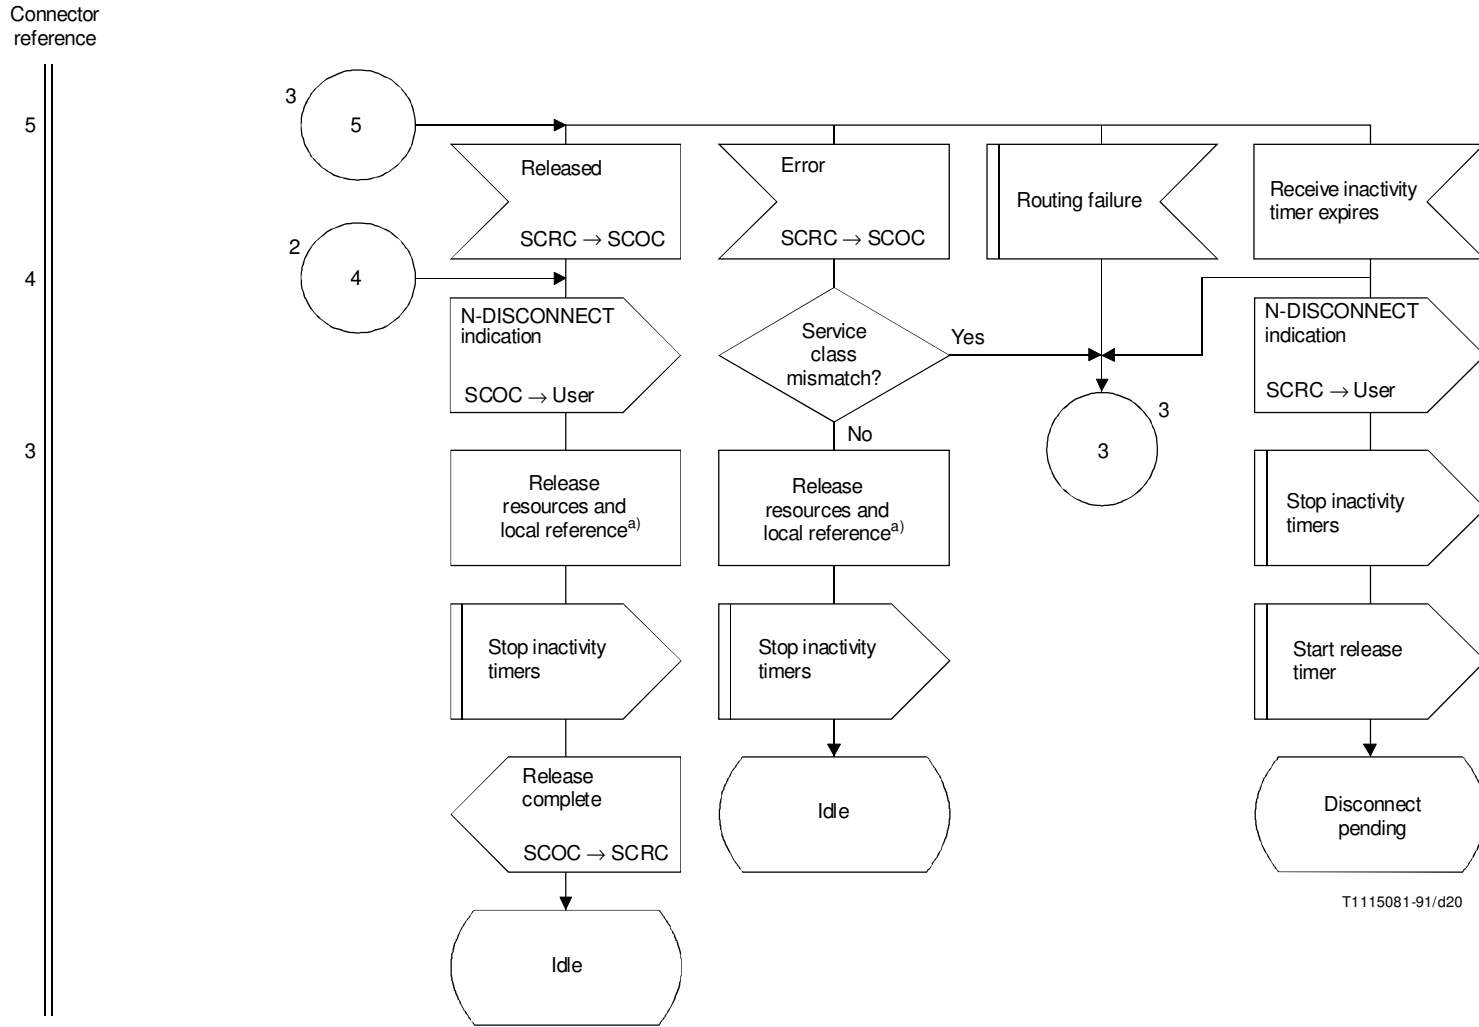 Connector
reference
3
5
5
Released
SCRC → SCOC
Error
SCRC → SCOC
Routing failure
Receive inactivity
timer expires
2
4
4
N-DISCONNECT
indication
SCOC → User
Service
class
mismatch?
Yes
No
N-DISCONNECT
indication
SCRC → User
3
3
3
Release
resources and
local reference a)
Release
resources and
local reference a)
Stop inactivity
timers
Stop inactivity
timers
Stop inactivity
timers
Start release
timer
Release
complete
SCOC → SCRC
Idle
Disconnect
pending
T1115081-91/d20
Idle